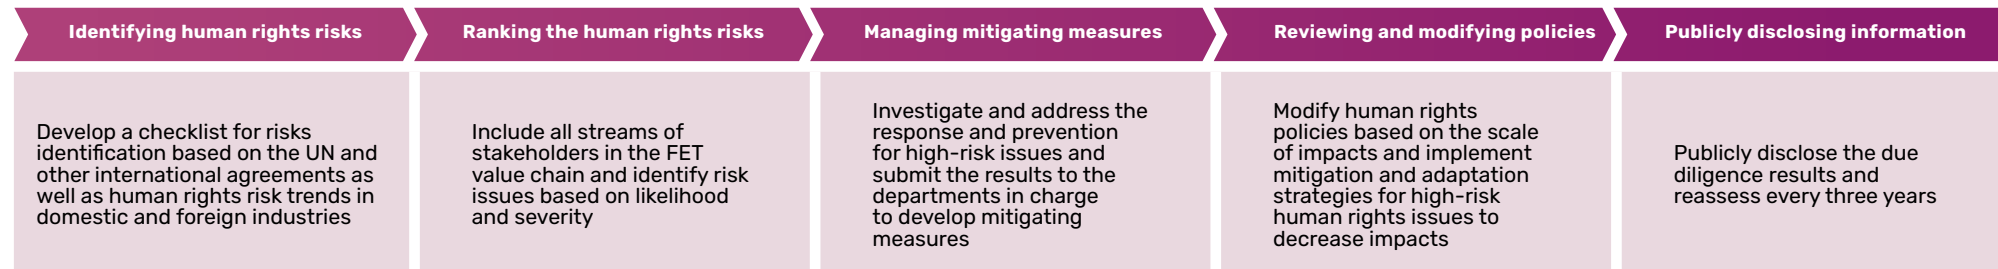 Identifying human rights risks
Develop a checklist for risks
identification based on the UN and
other international agreements as
well as human rights risk trends in
domestic and foreign industries
Ranking the human rights risks
Include all streams of
stakeholders in the FET
value chain and identify risk
issues based on likelihood
and severity
Managing mitigating measures
Investigate and address the
response and prevention
for high-risk issues and
submit the results to the
departments in charge
to develop mitigating
measures
Reviewing and modifying policies
Modify human rights
policies based on the scale
of impacts and implement
mitigation and adaptation
strategies for high-risk
human rights issues to
decrease impacts
Publicly disclosing information
Publicly disclose the due
diligence results and
reassess every three years